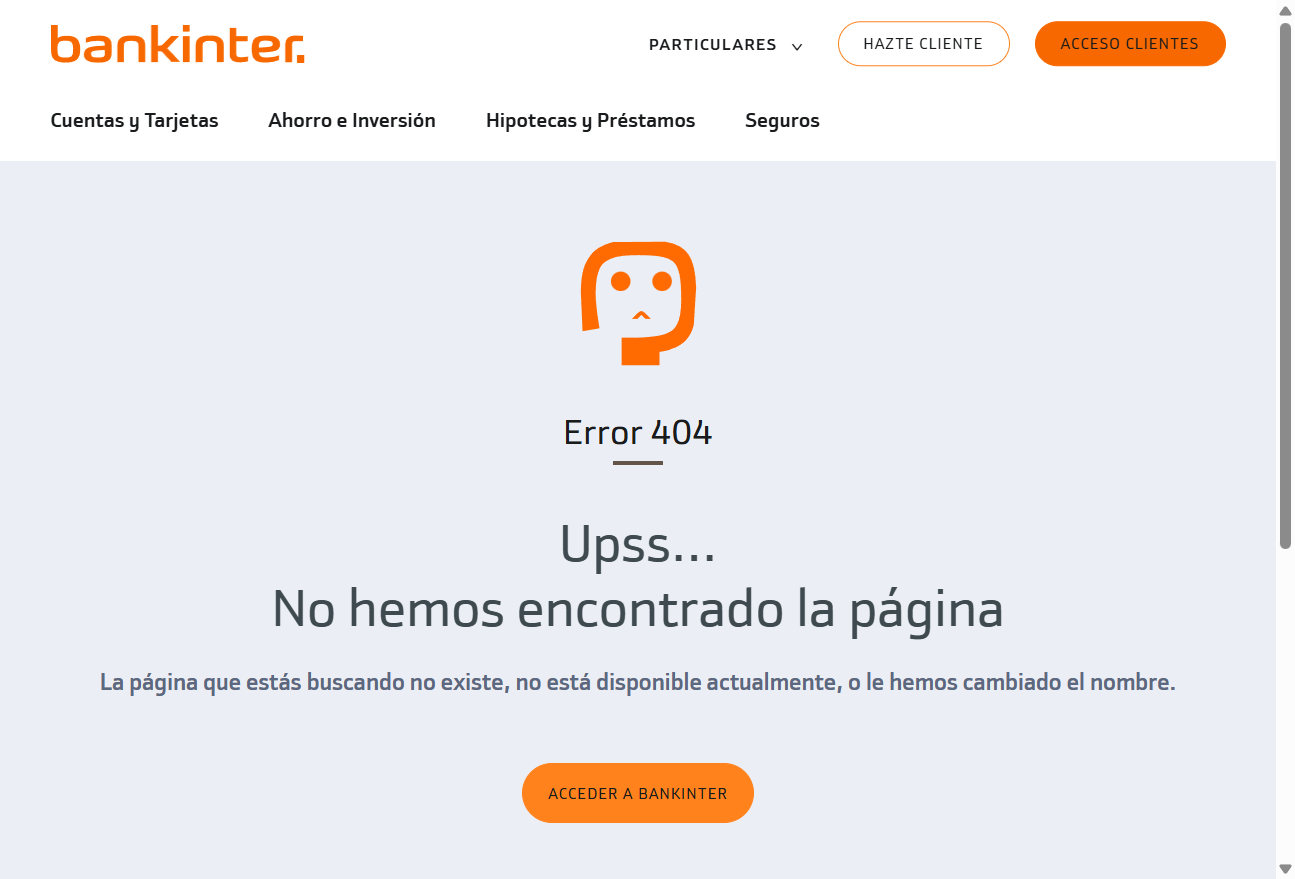 bankinter.
PARTICULARES
HAZTE CLIENTE
ACCESO CLIENTES
Cuentas y Tarjetas
Ahorro e Inversión
Hipotecas y Préstamos
Seguros
Error 404
Upss...
No hemos encontrado la página
La página que estás buscando no existe, no está disponible actualmente, o le hemos cambiado el nombre.
ACCEDER A BANKINTER